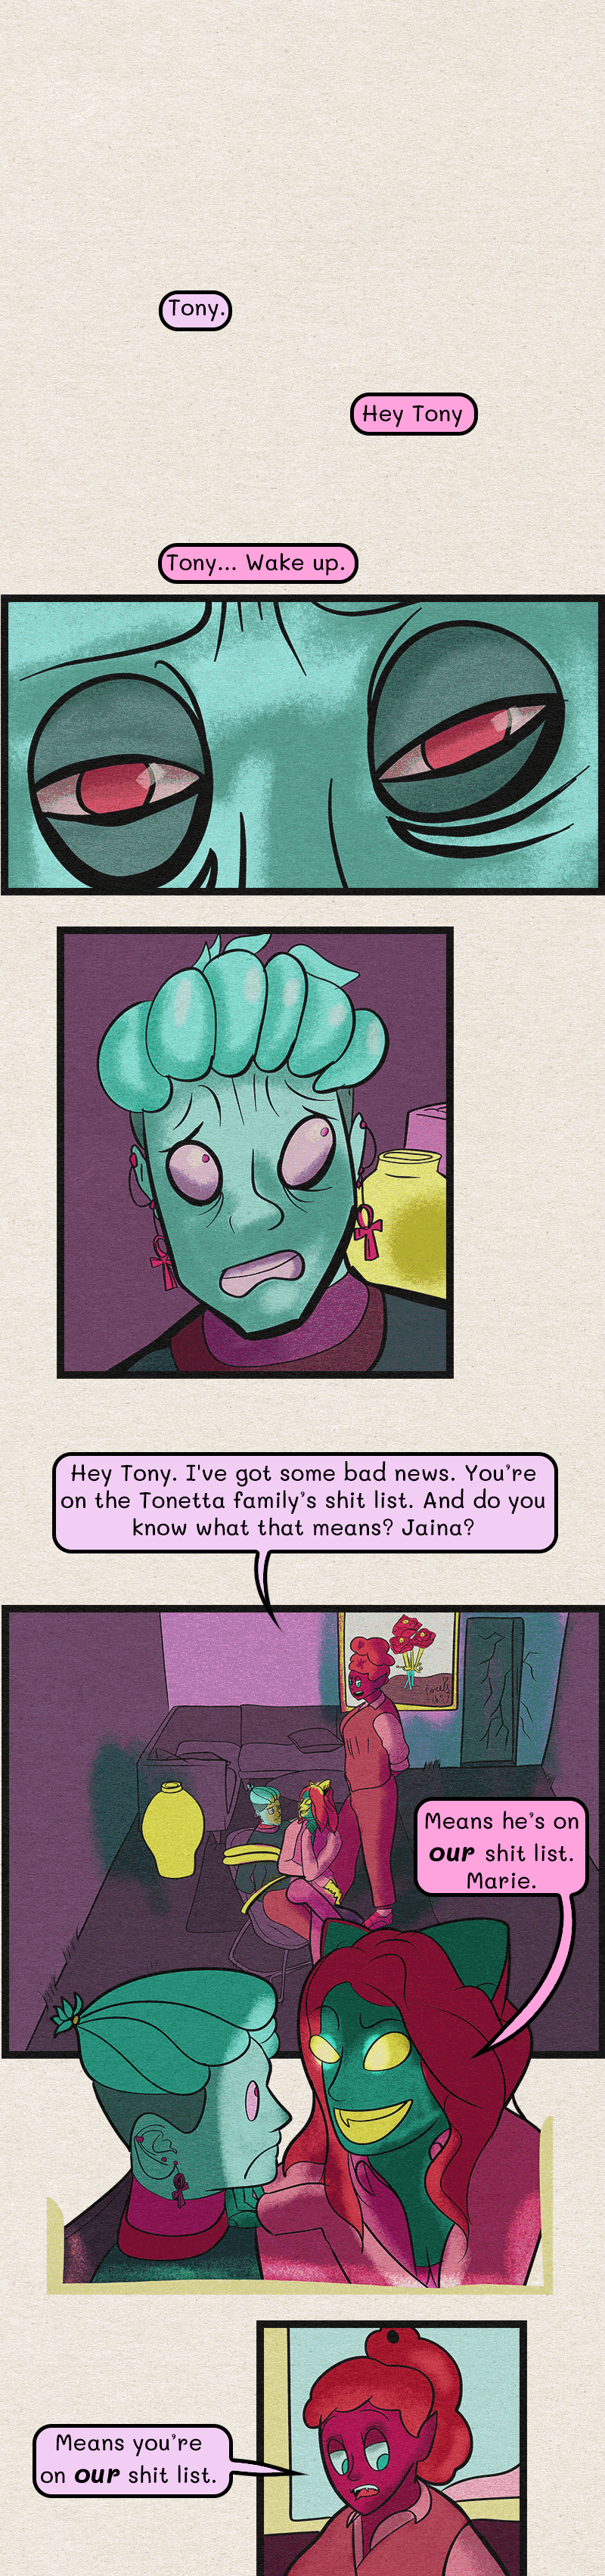 Tony.
Hey Tony
Tony... Wake up.
Hey Tony. I've got some bad news. You're
on the Tonetta family's shit list. And do you
know what that means? Jaina?
Means he's on
our shit list.
Marie.
Means you're
on our shit list.